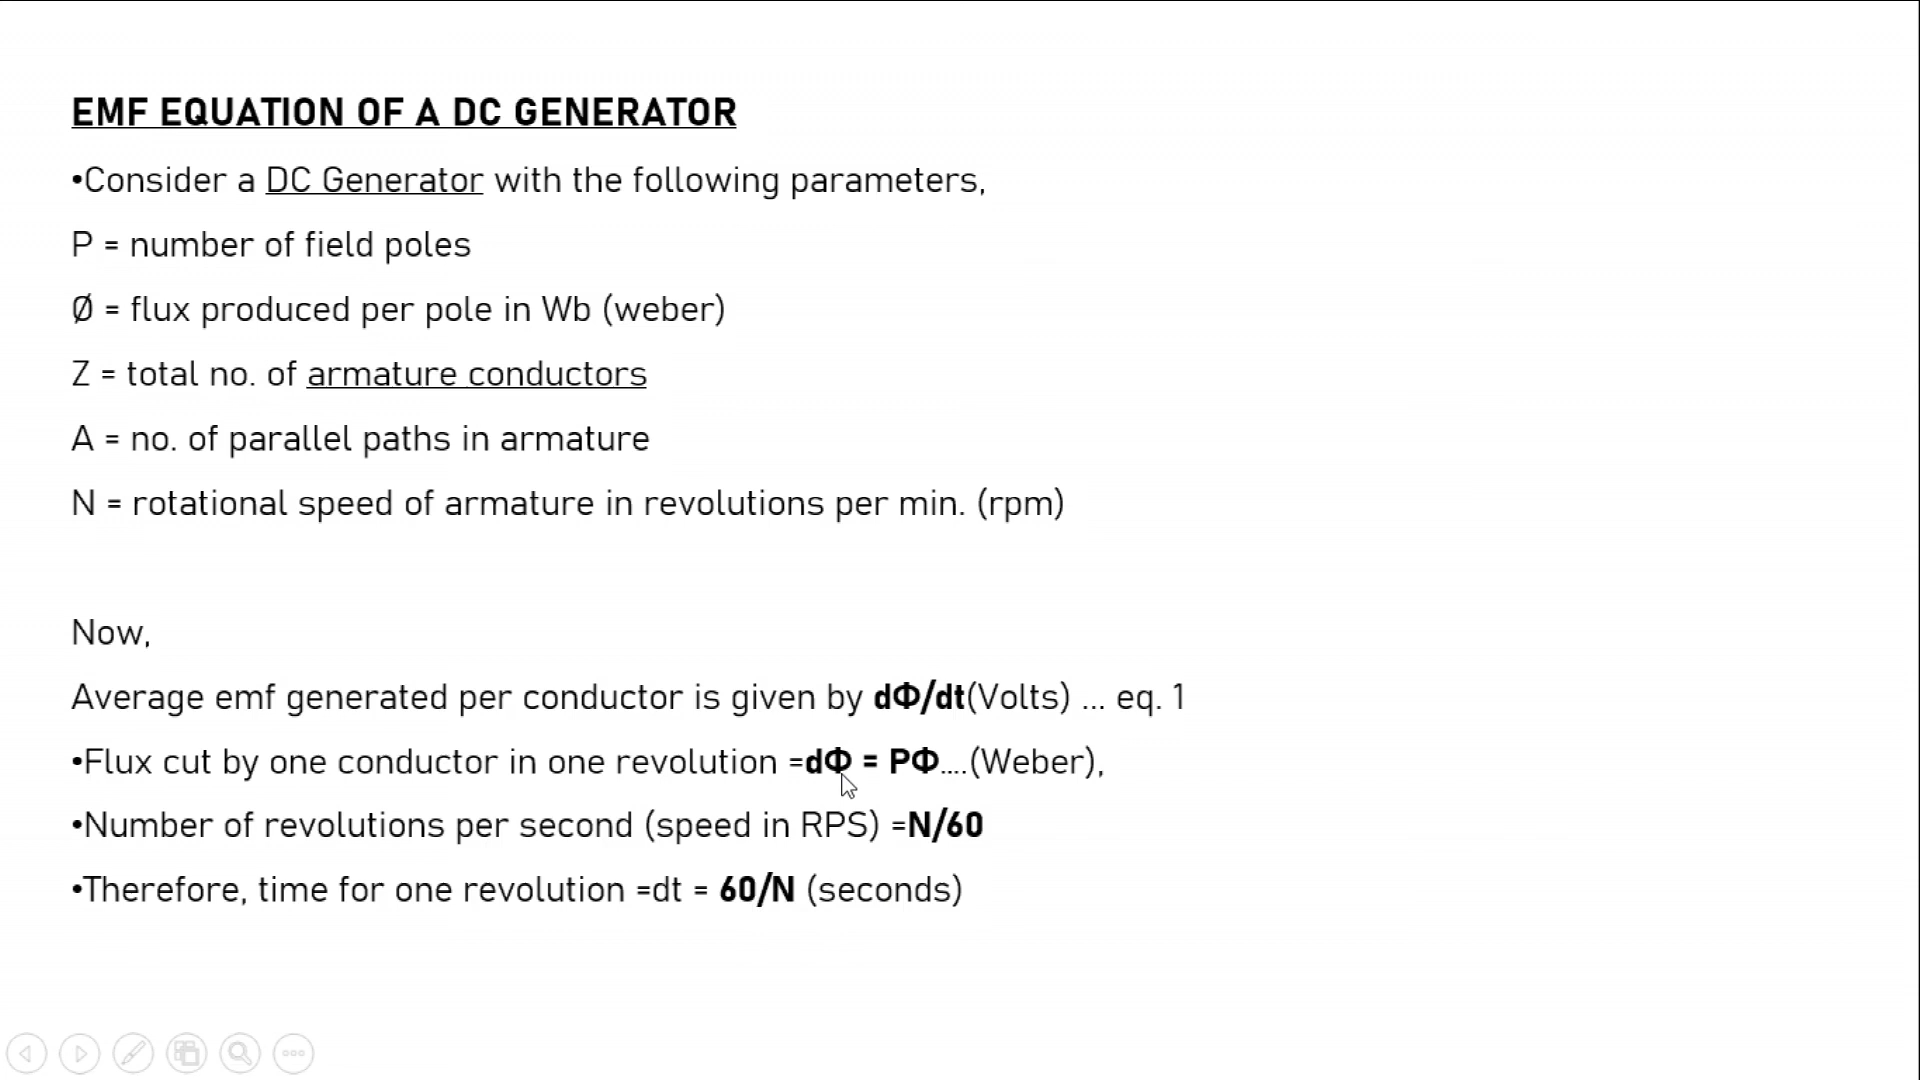 EMF EQUATION OF A DC GENERATOR
•Consider a DC Generator with the following parameters,
P = number of field poles
Ø = flux produced per pole in Wb (weber)
Z = total no. of armature conductors
A = no. of parallel paths in armature
N = rotational speed of armature in revolutions per min. (rpm)
Now,
Average emf generated per conductor is given by dΦ/dt(Volts) ... eq. 1
•Flux cut by one conductor in one revolution =dΦ = PΦ....(Weber),
•Number of revolutions per second (speed in RPS) =N/60
•Therefore, time for one revolution =dt = 60/N (seconds)